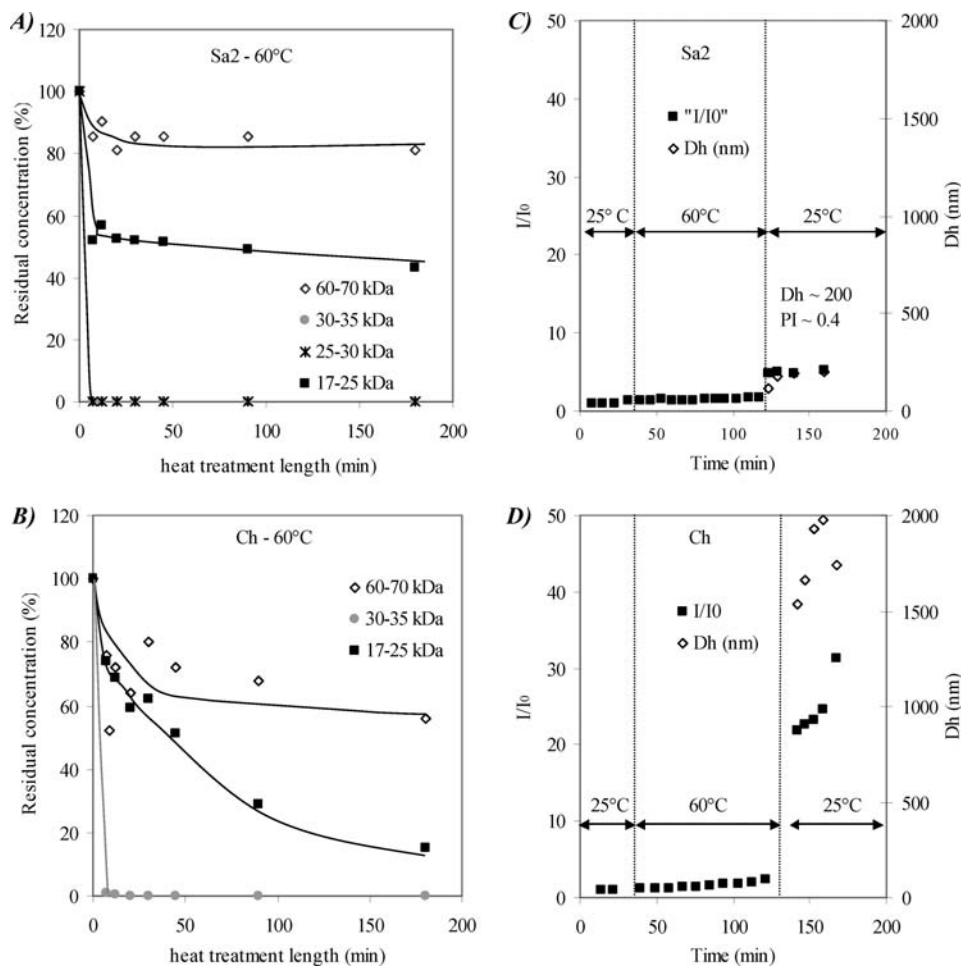 A)
Sa2 - 60°C
120
100
80
60
40
20
0
Residual concentration (%)
60-70 kDa
30-35 kDa
25-30 kDa
17-25 kDa
0 50 100 150 200
heat treatment length (min)
C)
Sa2
"I/I0"
Dh (nm)
50
40
30
20
10
0
I/I0
2000
1500
1000
500
0
Dh (nm)
25° C
60°C
25°C
Dh ~ 200
PI ~ 0.4
0 50 100 150 200
Time (min)
B)
Ch - 60°C
120
100
80
60
40
20
0
Residual concentration (%)
60-70 kDa
30-35 kDa
17-25 kDa
0 50 100 150 200
heat treatment length (min)
D)
Ch
I/I0
Dh (nm)
50
40
30
20
10
0
I/I0
2000
1500
1000
500
0
Dh (nm)
25°C
60°C
25°C
0 50 100 150 200
Time (min)